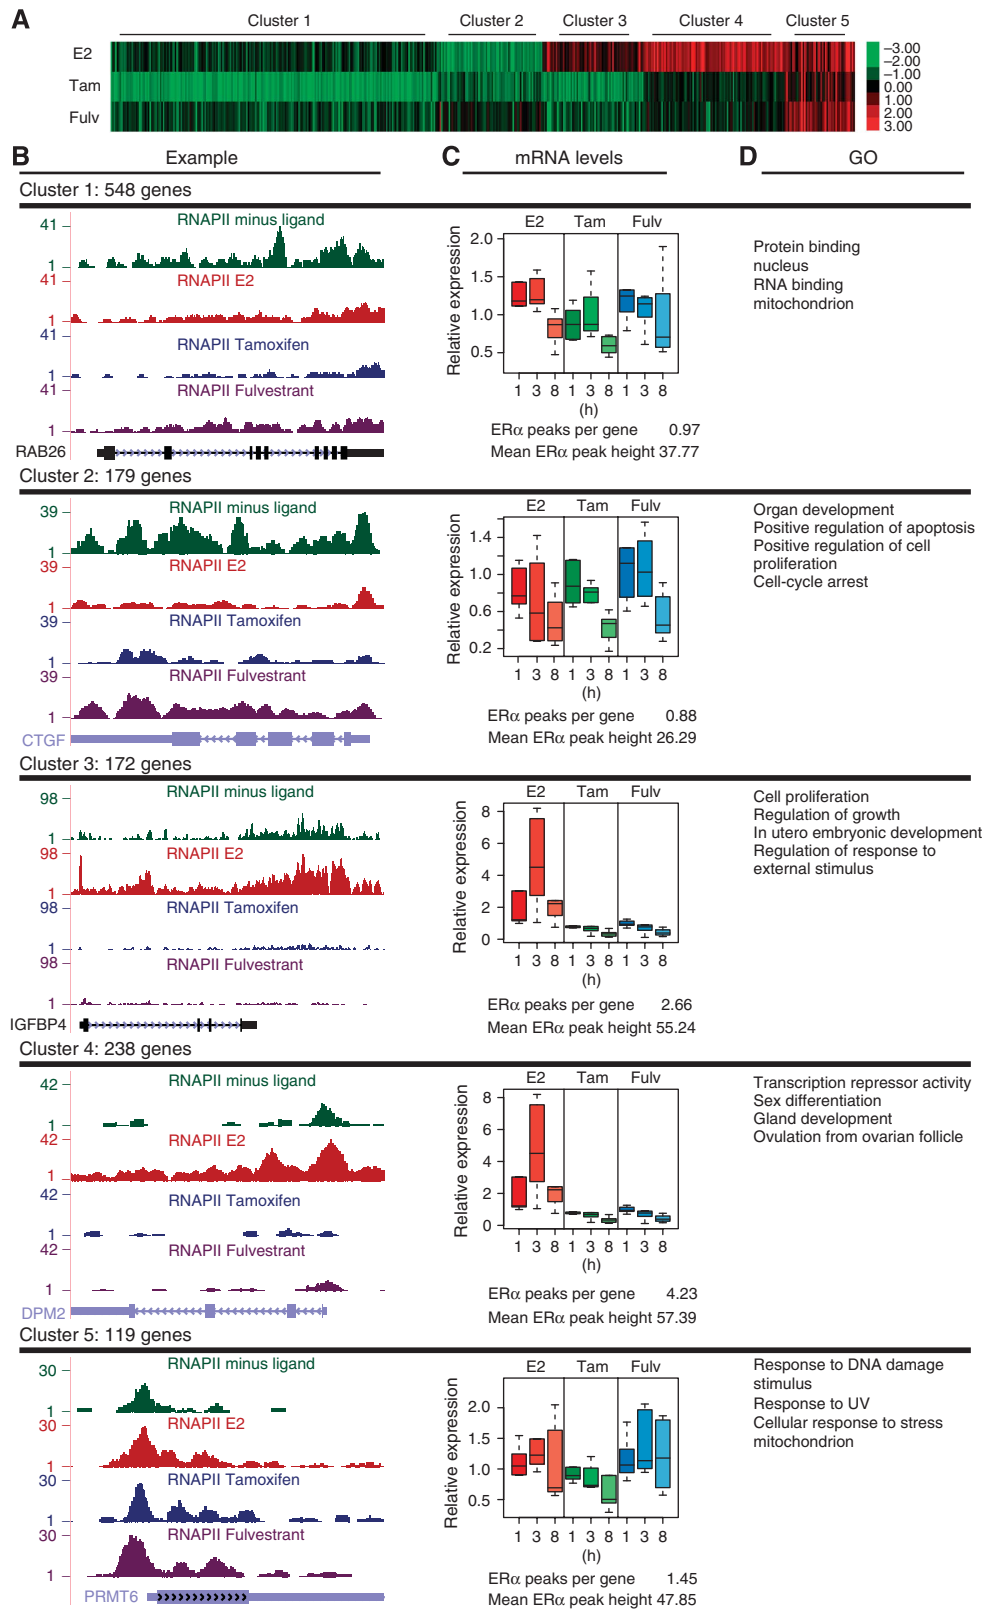 A
Cluster 1 Cluster 2 Cluster 3 Cluster 4 Cluster 5
E2
Tam
Fulv
–3.00
–2.00
–1.00
0.00
1.00
2.00
3.00
B Example C mRNA levels D GO
Cluster 1: 548 genes
41
1
RNAPII minus ligand
41
1
RNAPII E2
41
1
RNAPII Tamoxifen
41
1
RNAPII Fulvestrant
RAB26
E2 Tam Fulv
Relative expression
2.0
1.5
1.0
0.5
1 3 8 1 3 8 1 3 8
(h)
ERα peaks per gene 0.97
Mean ERα peak height 37.77
Protein binding
nucleus
RNA binding
mitochondrion
Cluster 2: 179 genes
39
1
RNAPII minus ligand
39
1
RNAPII E2
39
1
RNAPII Tamoxifen
39
1
RNAPII Fulvestrant
CTGF
E2 Tam Fulv
Relative expression
1.4
1.0
0.6
0.2
1 3 8 1 3 8 1 3 8
(h)
ERα peaks per gene 0.88
Mean ERα peak height 26.29
Organ development
Positive regulation of apoptosis
Positive regulation of cell
proliferation
Cell-cycle arrest
Cluster 3: 172 genes
98
1
RNAPII minus ligand
98
1
RNAPII E2
98
1
RNAPII Tamoxifen
98
1
RNAPII Fulvestrant
IGFBP4
E2 Tam Fulv
Relative expression
8
6
4
2
0
1 3 8 1 3 8 1 3 8
(h)
ERα peaks per gene 2.66
Mean ERα peak height 55.24
Cell proliferation
Regulation of growth
In utero embryonic development
Regulation of response to
external stimulus
Cluster 4: 238 genes
42
1
RNAPII minus ligand
42
1
RNAPII E2
42
1
RNAPII Tamoxifen
42
1
RNAPII Fulvestrant
DPM2
E2 Tam Fulv
Relative expression
8
6
4
2
0
1 3 8 1 3 8 1 3 8
(h)
ERα peaks per gene 4.23
Mean ERα peak height 57.39
Transcription repressor activity
Sex differentiation
Gland development
Ovulation from ovarian follicle
Cluster 5: 119 genes
30
1
RNAPII minus ligand
30
1
RNAPII E2
30
1
RNAPII Tamoxifen
30
1
RNAPII Fulvestrant
PRMT6
E2 Tam Fulv
Relative expression
2.0
1.5
1.0
0.5
1 3 8 1 3 8 1 3 8
(h)
ERα peaks per gene 1.45
Mean ERα peak height 47.85
Response to DNA damage
stimulus
Response to UV
Cellular response to stress
mitochondrion